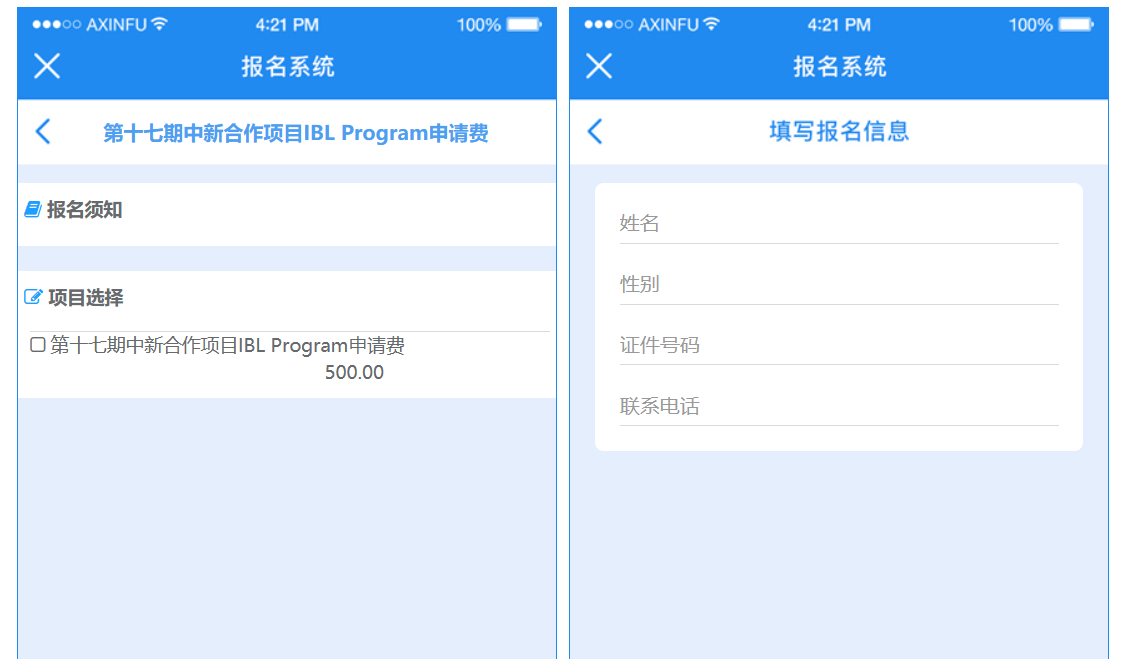 AXINFU 4:21 PM 100%
报名系统
第十七期中新合作项目IBL Program申请费
报名须知
项目选择
第十七期中新合作项目IBL Program申请费
500.00
AXINFU 4:21 PM 100%
报名系统
填写报名信息
姓名
性别
证件号码
联系电话